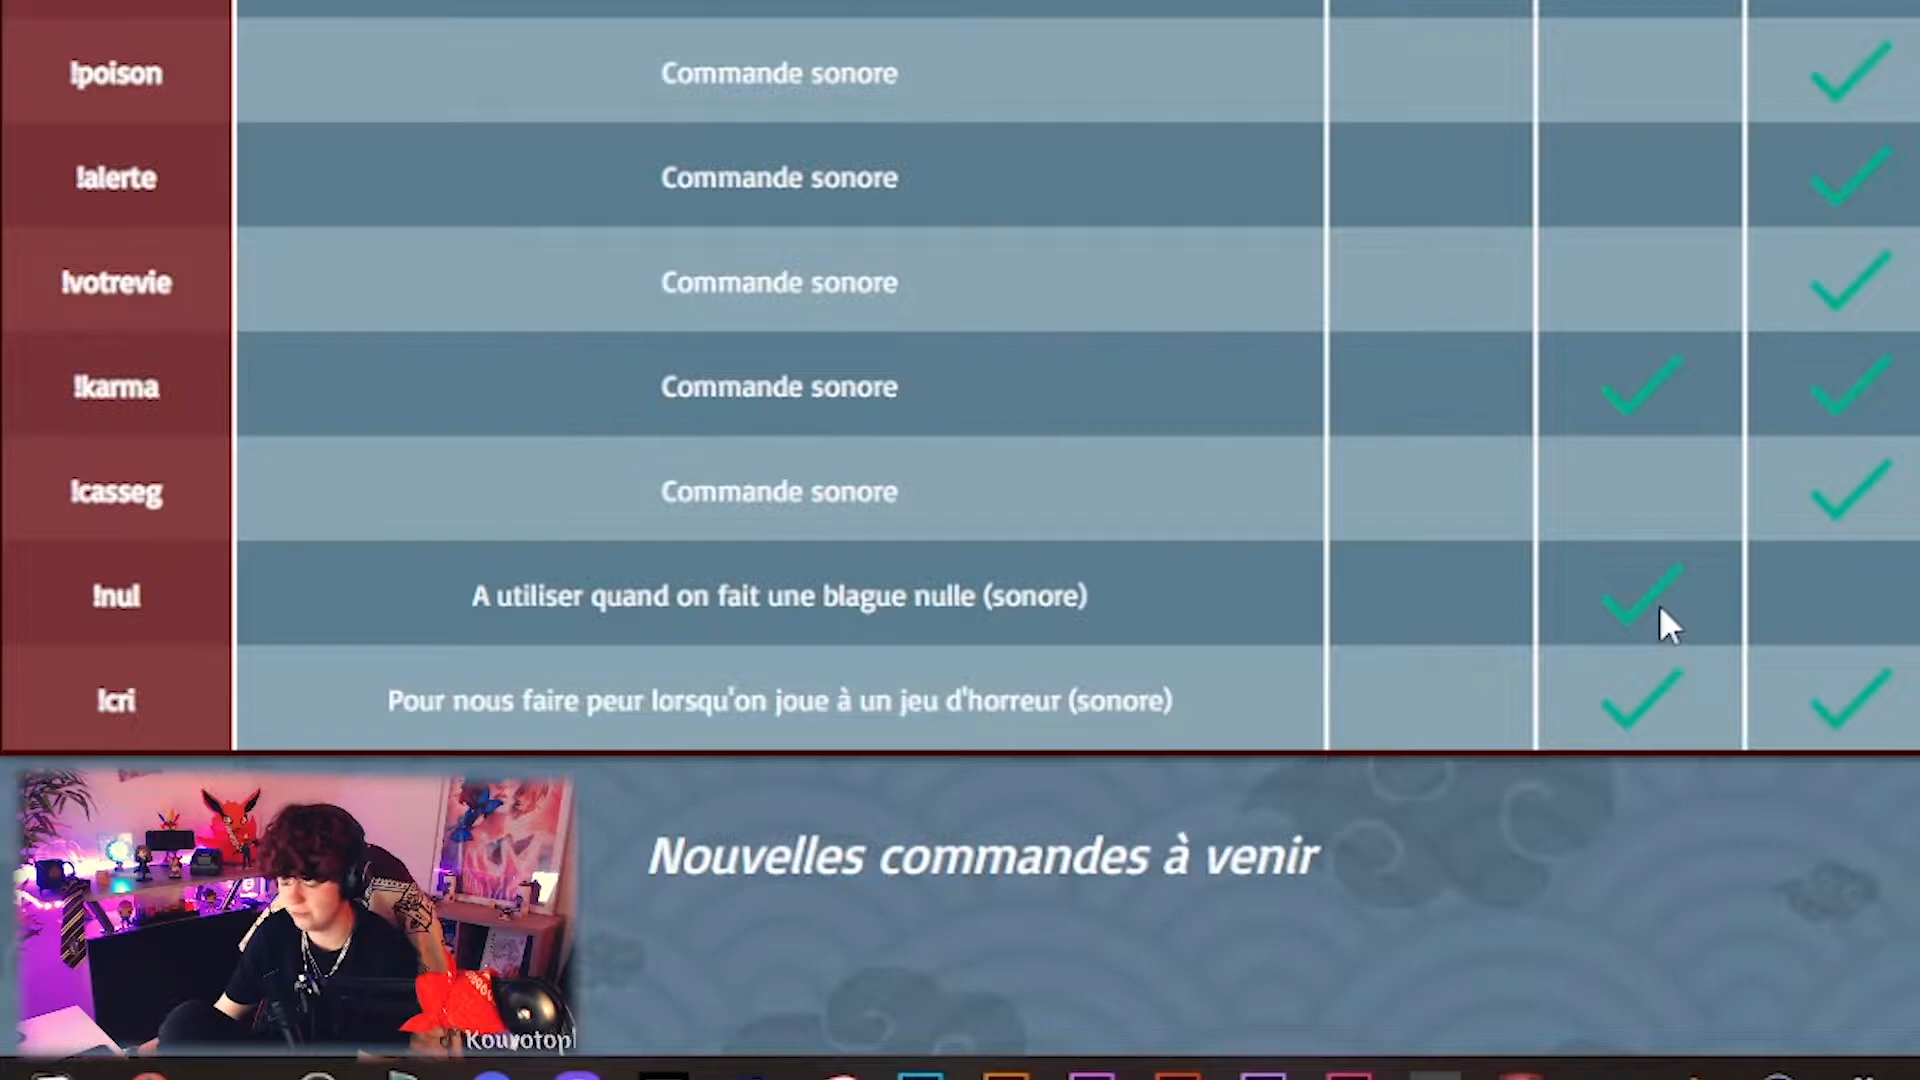 !poison Commande sonore
!alerte Commande sonore
!votrevie Commande sonore
!karma Commande sonore
!casseg Commande sonore
!nul A utiliser quand on fait une blague nulle (sonore)
!cri Pour nous faire peur lorsqu'on joue à un jeu d'horreur (sonore)
Nouvelles commandes à venir